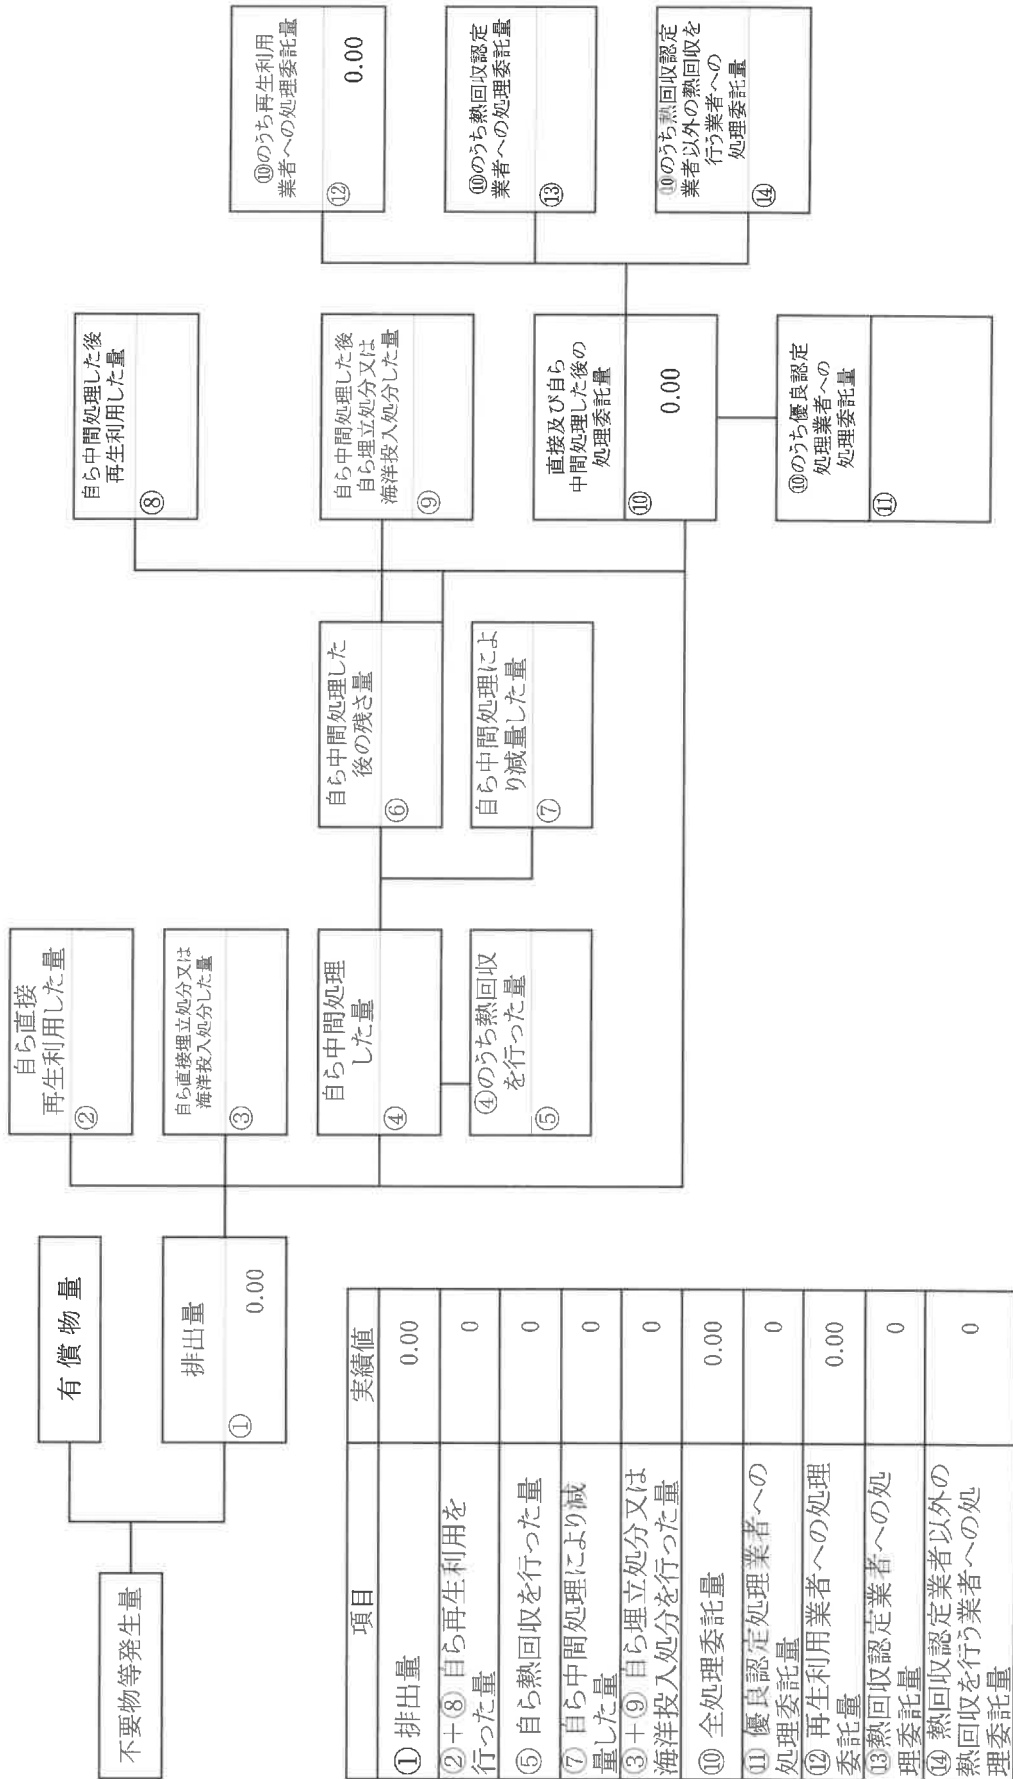 不要物等発生量
有償物量
排出量
①
0.00
自ら直接
再生利用した量
②
自ら直接埋立処分又は
海洋投入処分した量
③
自ら中間処理
した量
④
④のうち熱回収
を行った量
⑤
自ら中間処理した
後の残さ量
⑥
自ら中間処理によ
り減量した量
⑦
自ら中間処理した後
再生利用した量
⑧
自ら中間処理した後
自ら埋立処分又は
海洋投入処分した量
⑨
直接及び自ら
中間処理した後の
処理委託量
⑩
0.00
⑩のうち優良認定
処理業者への
処理委託量
⑪
⑩のうち再生利用
業者への処理委託量
⑫
0.00
⑩のうち熱回収認定
業者への処理委託量
⑬
⑩のうち熱回収認定
業者以外の熱回収を
行う業者への
処理委託量
⑭
項目 実績値
①排出量 0.00
②+⑧自ら再生利用を
行った量 0
⑤自ら熱回収を行った量 0
⑦自ら中間処理により減
量した量 0
③+⑨自ら埋立処分又は
海洋投入処分を行った量 0
⑩全処理委託量 0.00
⑪優良認定処理業者への
処理委託量 0
⑫再生利用業者への処理
委託量 0.00
⑬熱回収認定業者への処
理委託量 0
⑭熱回収認定業者以外の
熱回収を行う業者への処
理委託量 0